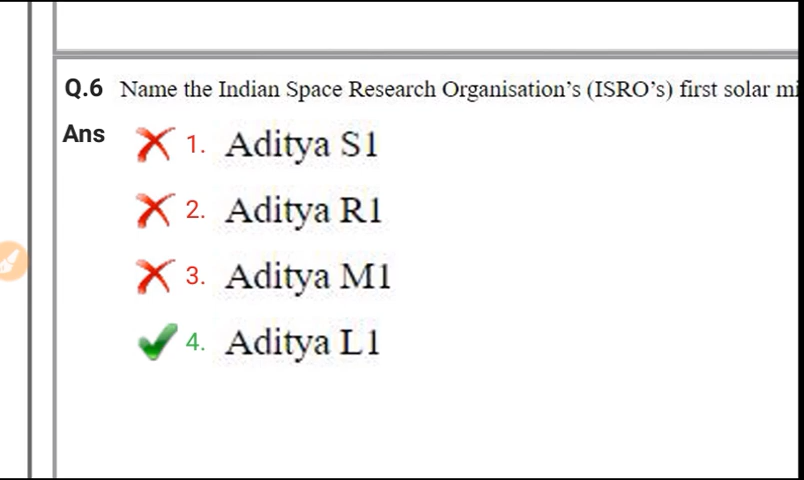 Q.6 Name the Indian Space Research Organisation's (ISRO's) first solar mi
Ans 1. Aditya S1
2. Aditya R1
3. Aditya M1
4. Aditya L1